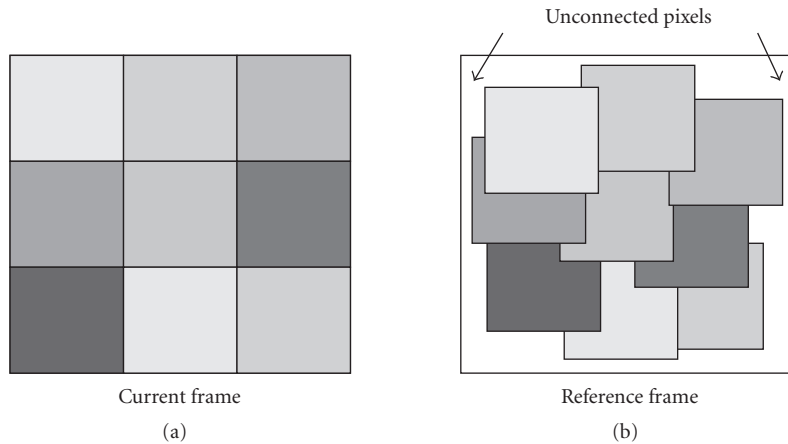 Unconnected pixels
Current frame
Reference frame
(a)
(b)